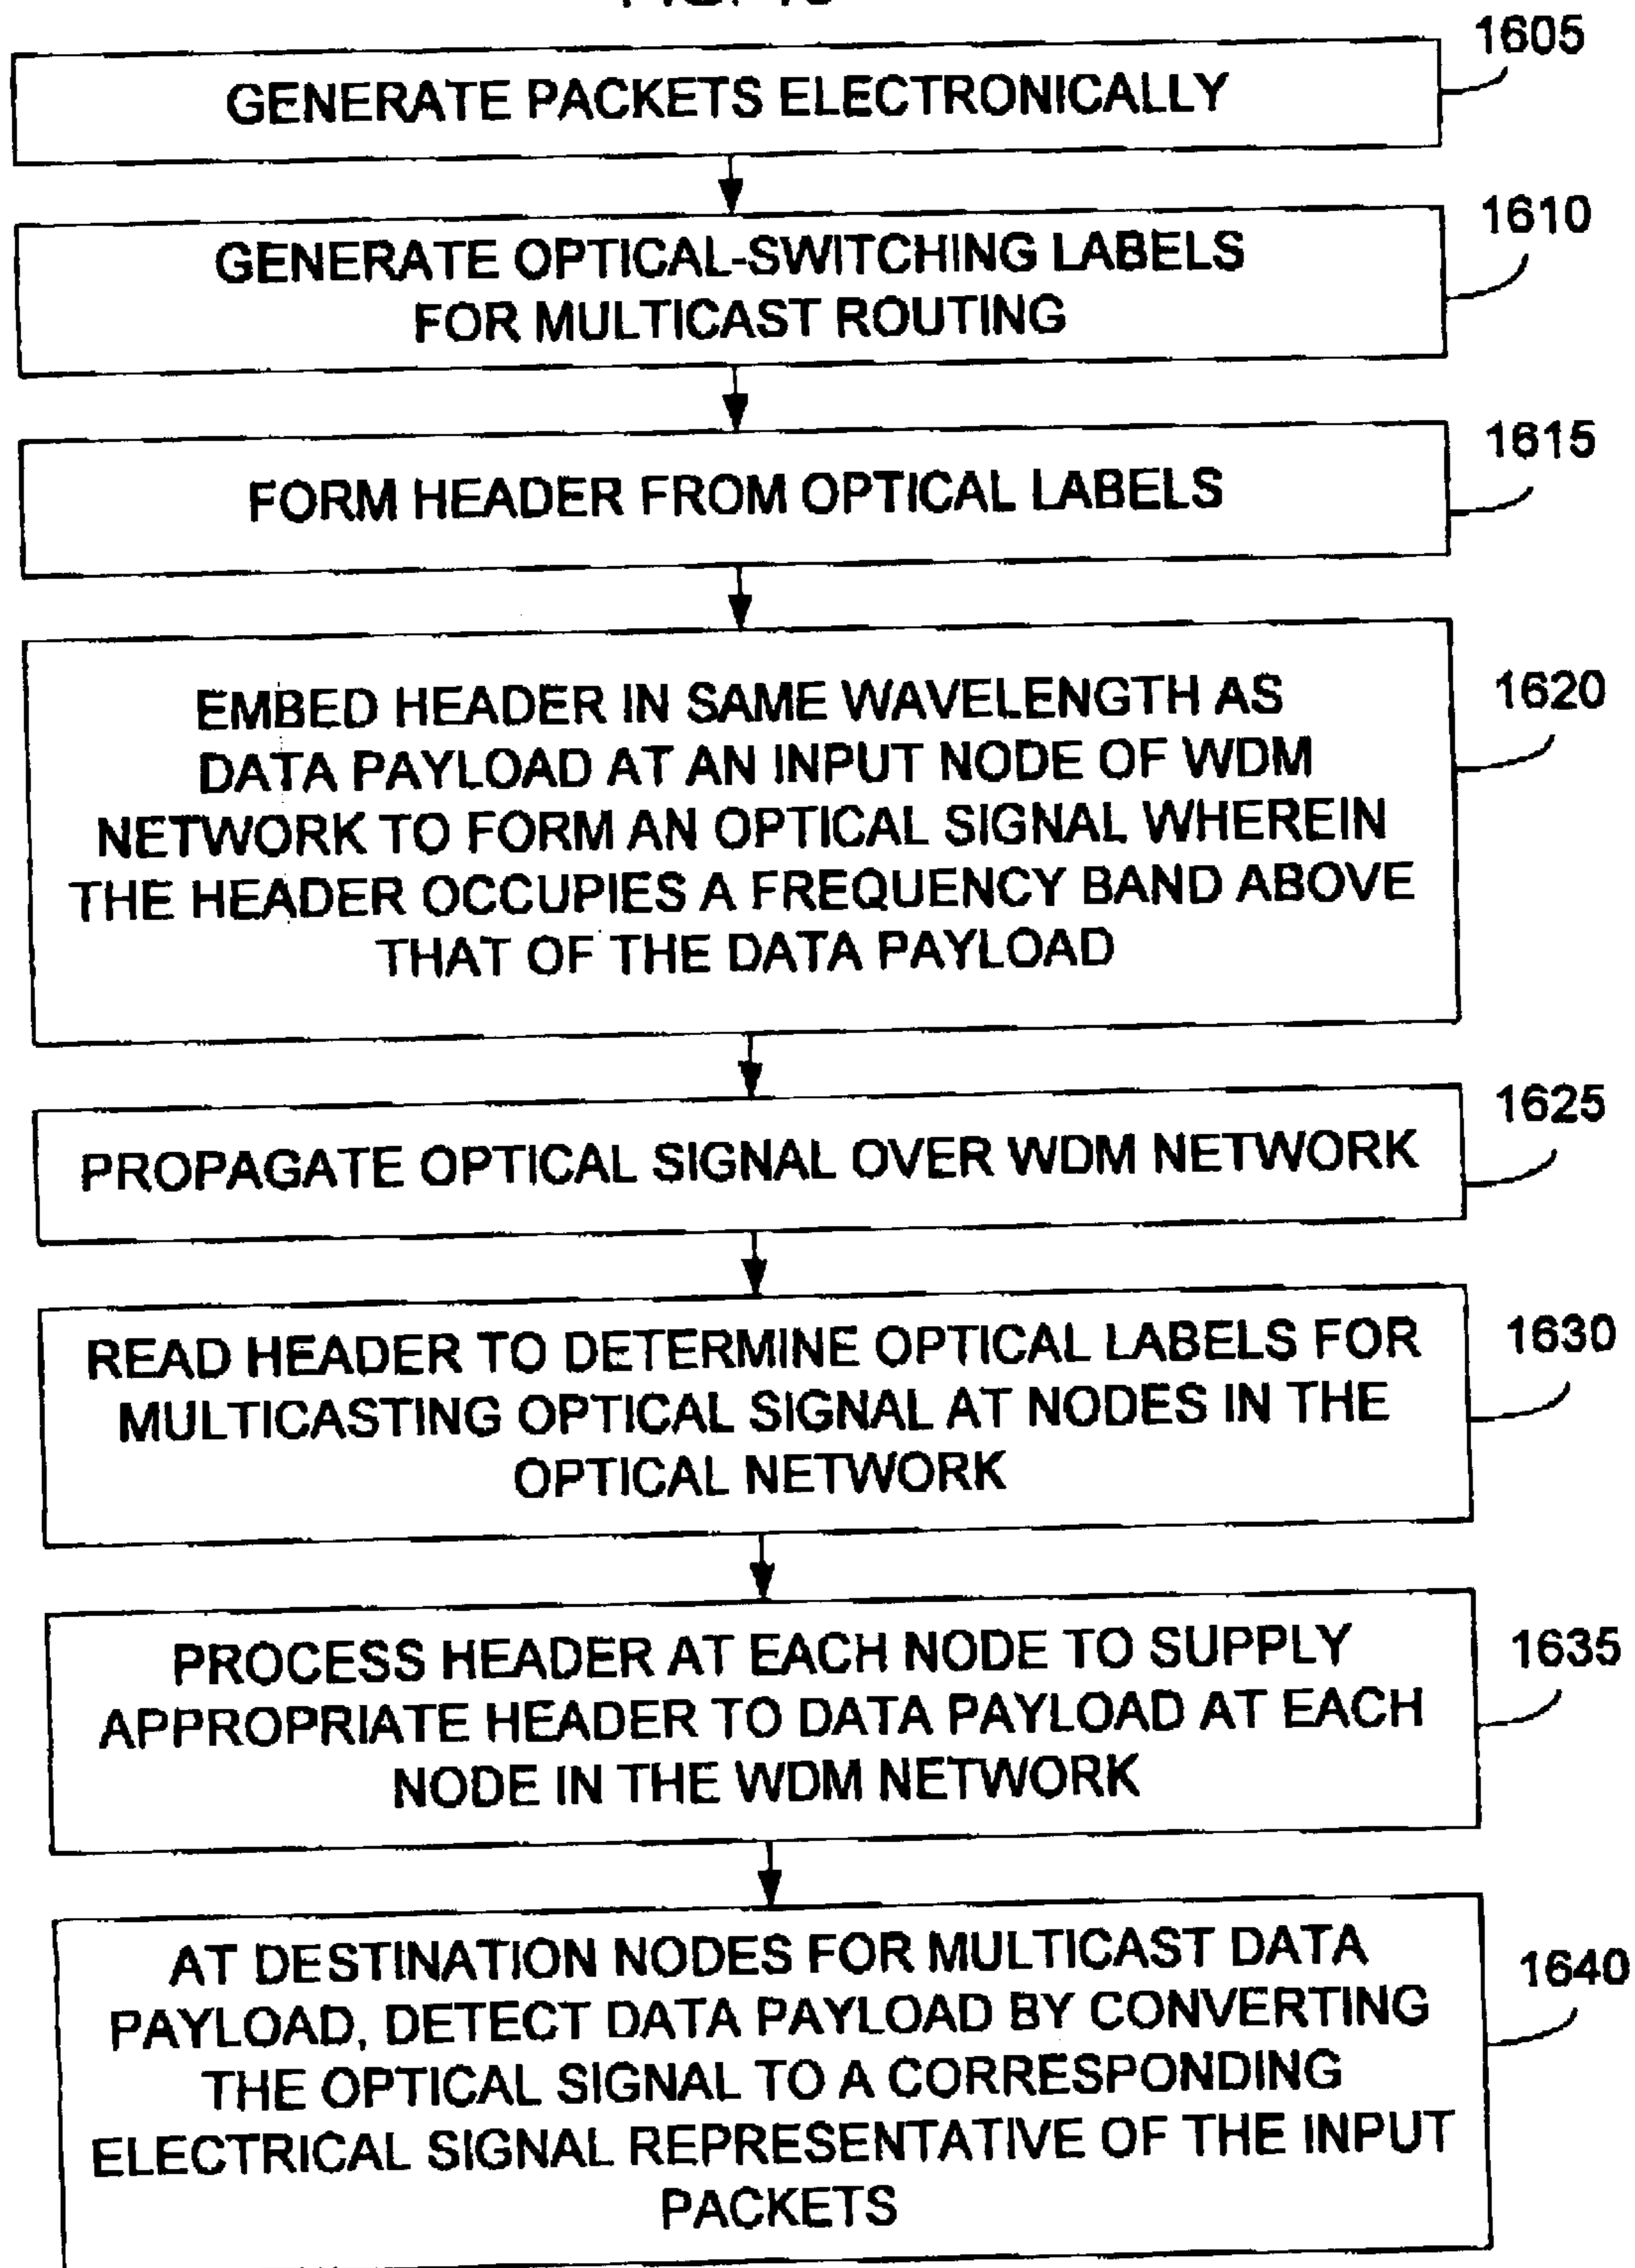 1605
GENERATE PACKETS ELECTRONICALLY
1610
GENERATE OPTICAL-SWITCHING LABELS
FOR MULTICAST ROUTING
1615
FORM HEADER FROM OPTICAL LABELS
1620
EMBED HEADER IN SAME WAVELENGTH AS
DATA PAYLOAD AT AN INPUT NODE OF WDM
NETWORK TO FORM AN OPTICAL SIGNAL WHEREIN
THE HEADER OCCUPIES A FREQUENCY BAND ABOVE
THAT OF THE DATA PAYLOAD
1625
PROPAGATE OPTICAL SIGNAL OVER WDM NETWORK
1630
READ HEADER TO DETERMINE OPTICAL LABELS FOR
MULTICASTING OPTICAL SIGNAL AT NODES IN THE
OPTICAL NETWORK
1635
PROCESS HEADER AT EACH NODE TO SUPPLY
APPROPRIATE HEADER TO DATA PAYLOAD AT EACH
NODE IN THE WDM NETWORK
1640
AT DESTINATION NODES FOR MULTICAST DATA
PAYLOAD, DETECT DATA PAYLOAD BY CONVERTING
THE OPTICAL SIGNAL TO A CORRESPONDING
ELECTRICAL SIGNAL REPRESENTATIVE OF THE INPUT
PACKETS